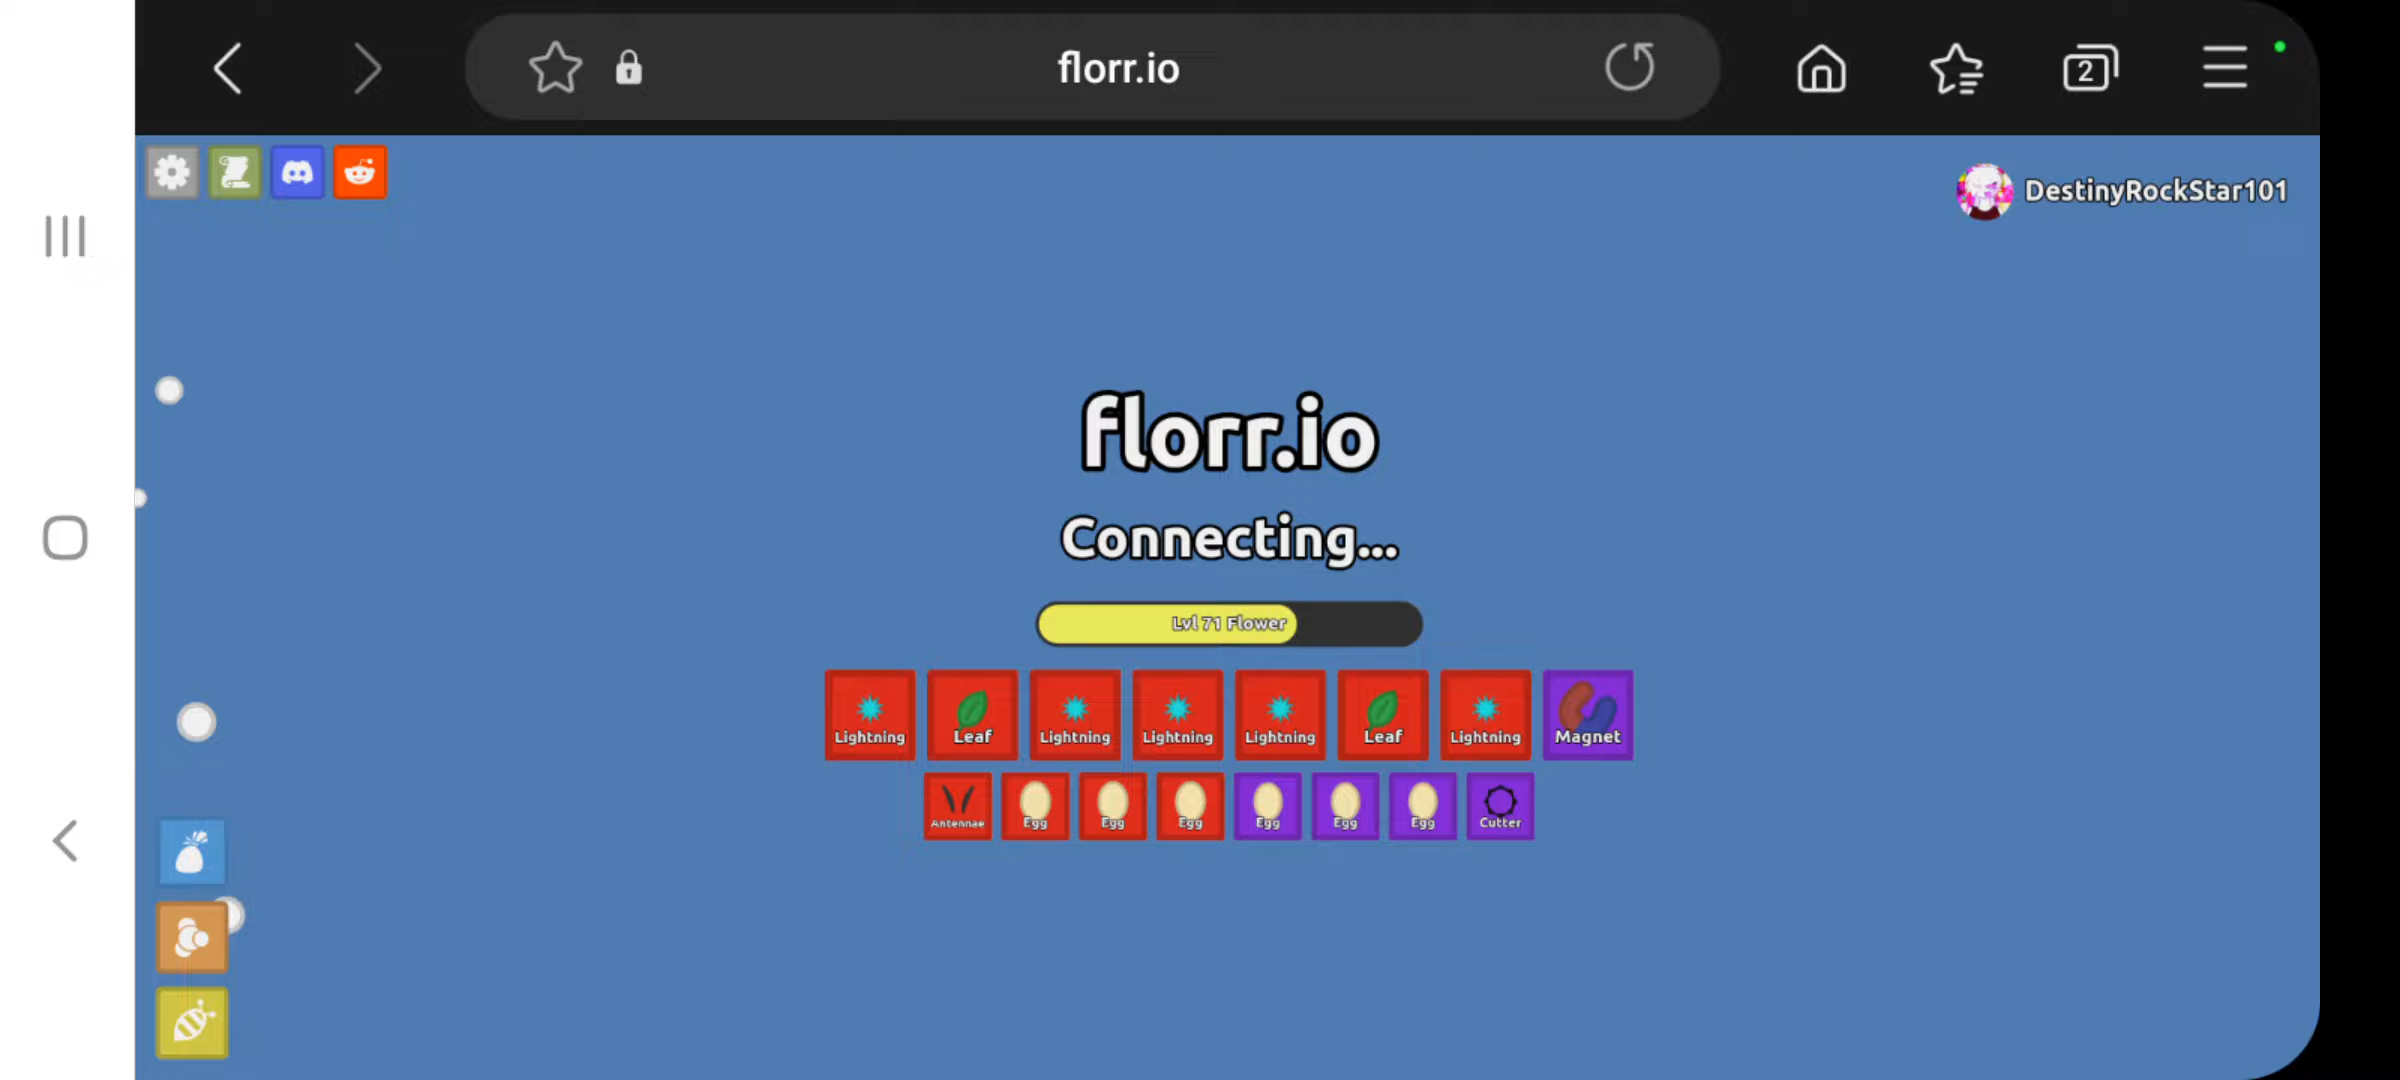 florr.io
2
DestinyRockStar101
florr.io
Connecting...
Lvl 71 Flower
Lightning Leaf Lightning Lightning Lightning Leaf Lightning Magnet
Antennae Egg Egg Egg Egg Egg Egg Cutter